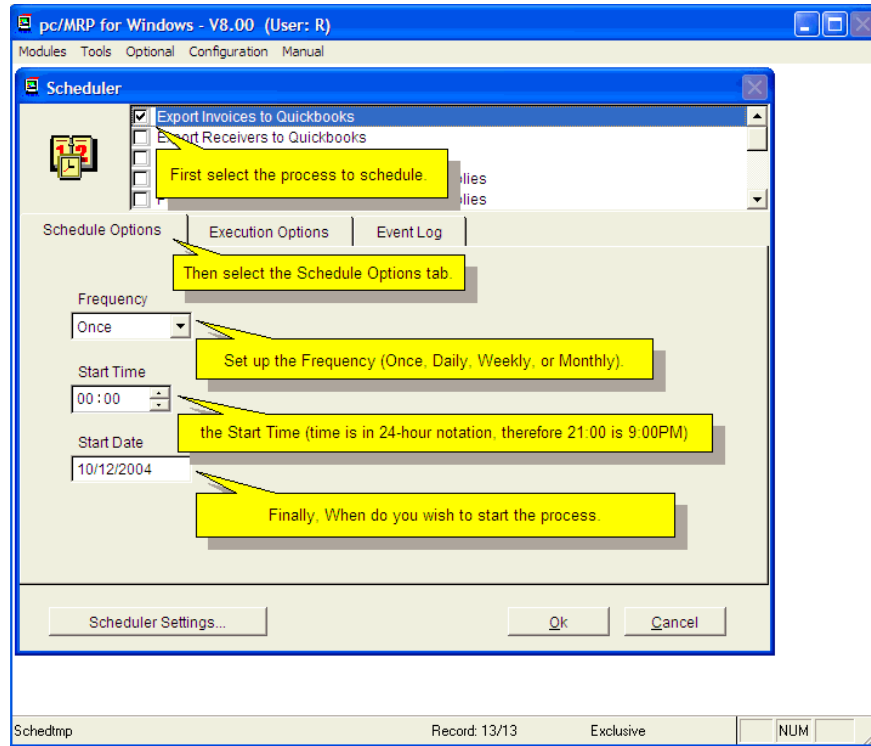 pc/MRP for Windows - V8.00 (User: R)
Modules Tools Optional Configuration Manual
Scheduler
Export Invoices to Quickbooks
Export Receivers to Quickbooks
First select the process to schedule.
Schedule Options Execution Options Event Log
Then select the Schedule Options tab.
Frequency
Once
Set up the Frequency (Once, Daily, Weekly, or Monthly).
Start Time
00:00
the Start Time (time is in 24-hour notation, therefore 21:00 is 9:00PM)
Start Date
10/12/2004
Finally, When do you wish to start the process.
Scheduler Settings... Ok Cancel
Schedtmp Record: 13/13 Exclusive NUM